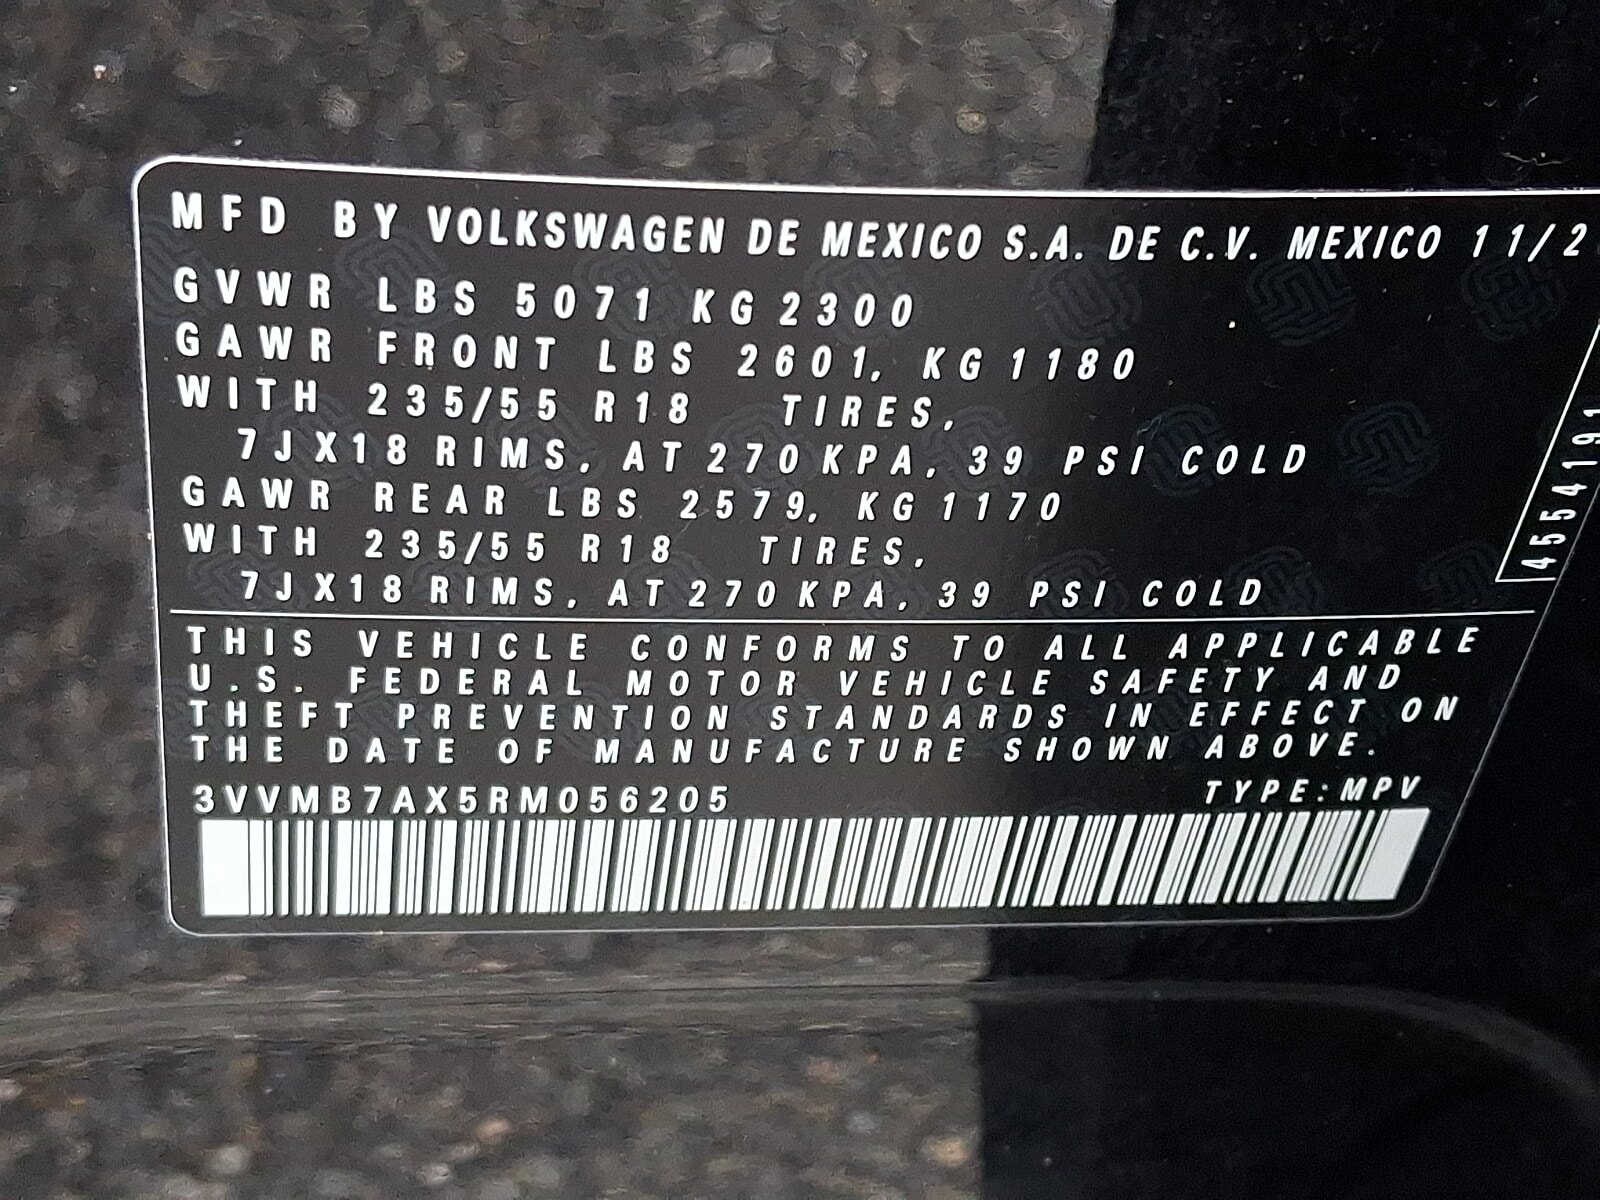 MFD BY VOLKSWAGEN DE MEXICO S.A. DE C.V. MEXICO 11/2
GVWR LBS 5071 KG 2300
GAWR FRONT LBS 2601, KG 1180
WITH 235/55 R18 TIRES,
7JX18 RIMS, AT 270 KPA, 39 PSI COLD
GAWR REAR LBS 2579, KG 1170
WITH 235/55 R18 TIRES,
7JX18 RIMS, AT 270 KPA, 39 PSI COLD
4554191
THIS VEHICLE CONFORMS TO ALL APPLICABLE
U.S. FEDERAL MOTOR VEHICLE SAFETY AND
THEFT PREVENTION STANDARDS IN EFFECT ON
THE DATE OF MANUFACTURE SHOWN ABOVE.
3VVMB7AX5RM056205 TYPE:MPV